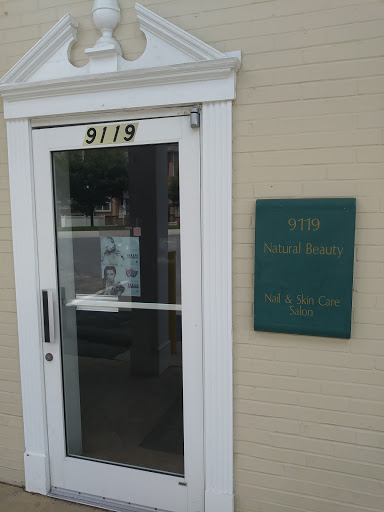 9119
9119
Natural Beauty
Nail & Skin Care
Salon